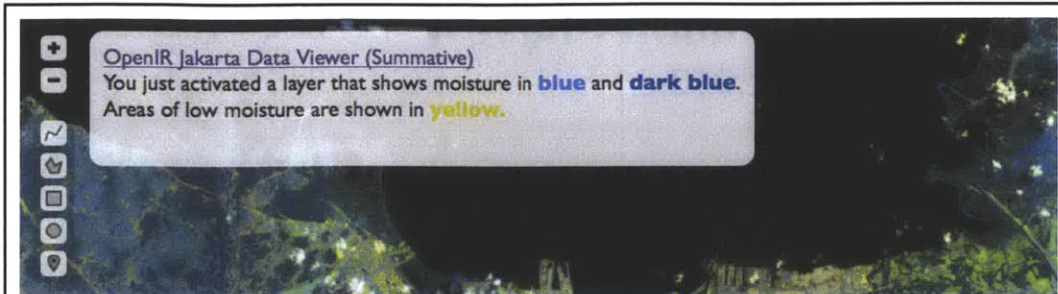 OpenIR Jakarta Data Viewer (Summative)
You just activated a layer that shows moisture in blue and dark blue.
Areas of low moisture are shown in yellow.